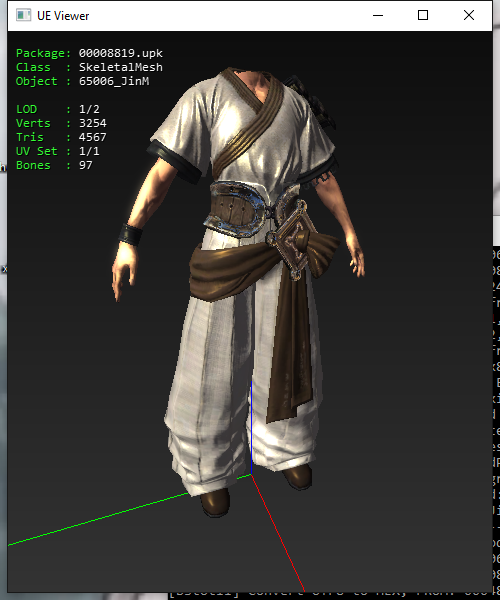 UE Viewer
Package: 00008819.upk
Class : SkeletalMesh
Object : 65006_JinM
LOD : 1/2
Verts : 3254
Tris : 4567
UV Set : 1/1
Bones : 97